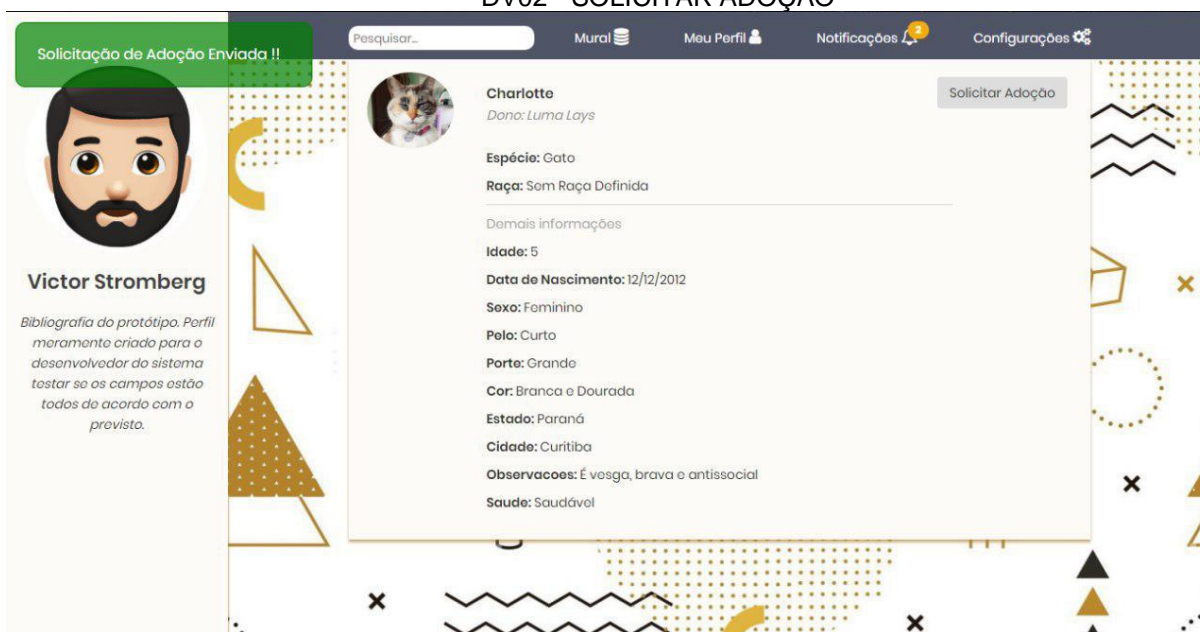 DV02 - SOLICITAR ADOÇÃO
Solicitação de Adoção Enviada !!
Pesquisar...
Mural
Meu Perfil
Notificações
2
Configurações
Charlotte
Solicitar Adoção
Dono: Luma Lays
Espécie: Gato
Raça: Sem Raça Definida
Demais informações
Idade: 5
Data de Nascimento: 12/12/2012
Sexo: Feminino
Pelo: Curto
Porte: Grande
Cor: Branca e Dourada
Estado: Paraná
Cidade: Curitiba
Observacoes: É vesga, brava e antissocial
Saude: Saudável
Victor Stromberg
Bibliografia do protótipo. Perfil
meramente criado para o
desenvolvedor do sistema
testar se os campos estão
todos de acordo com o
previsto.